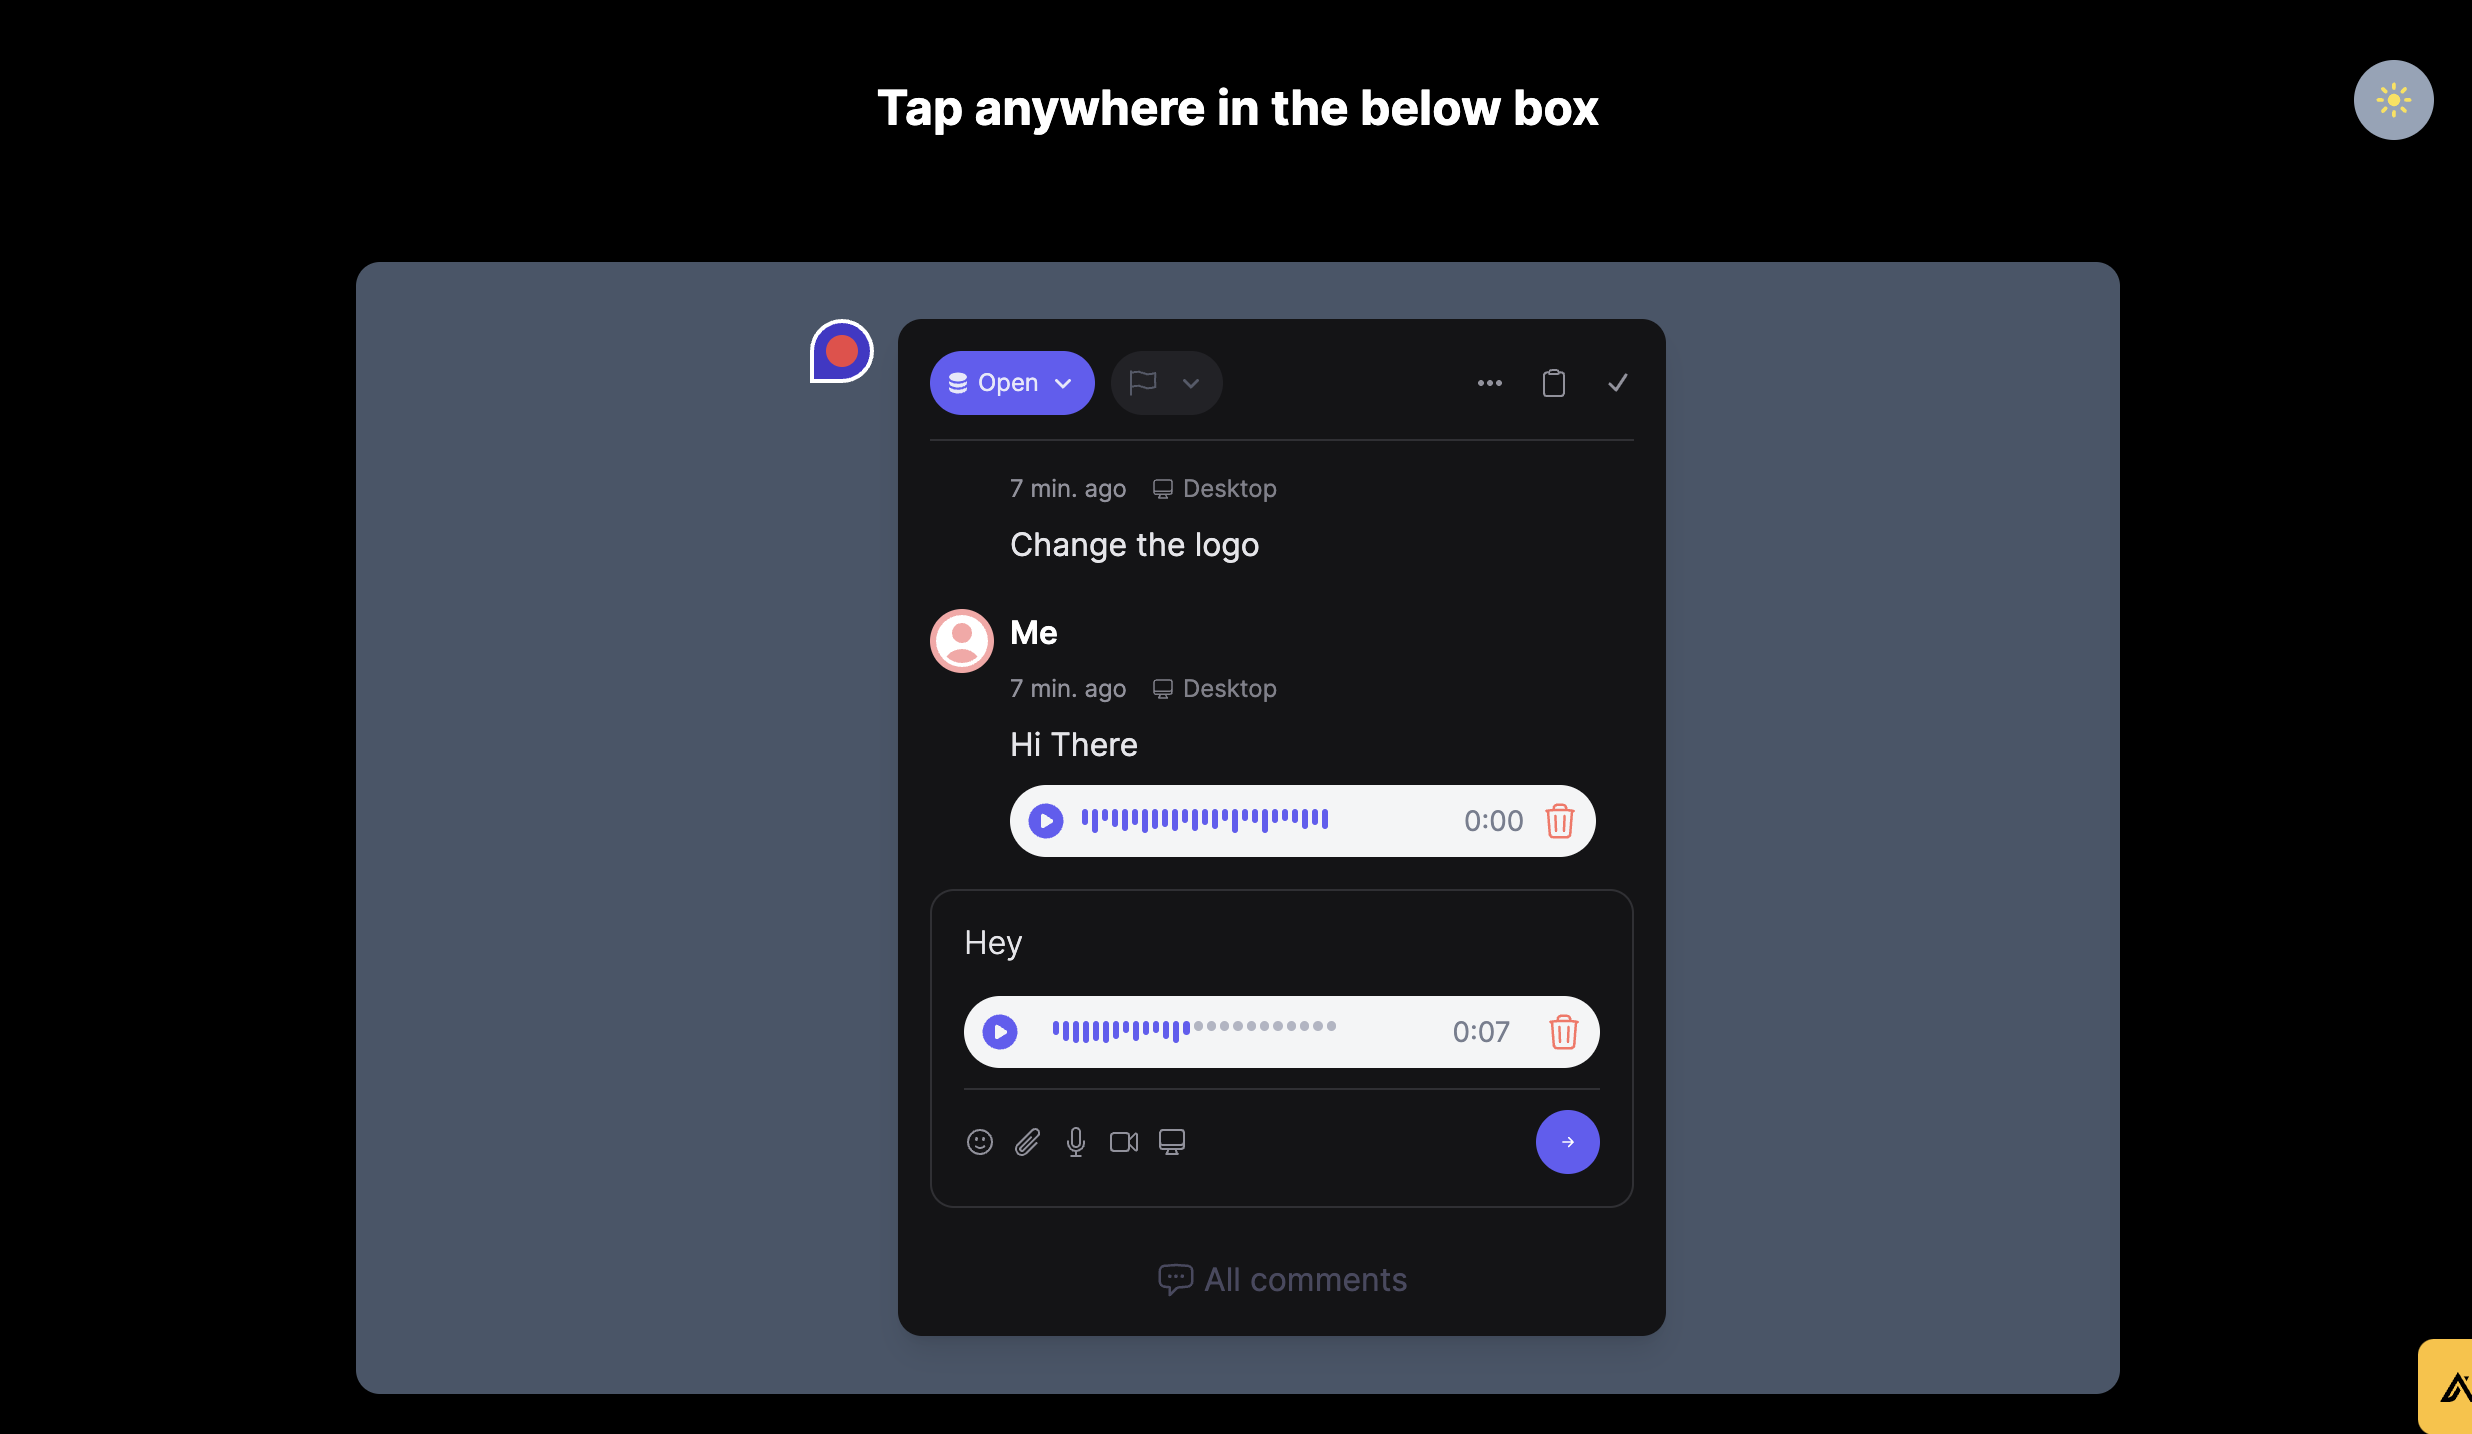 Tap anywhere in the below box
Open
7 min. ago Desktop
Change the logo
Me
7 min. ago Desktop
Hi There
0:00
Hey
0:07
All comments